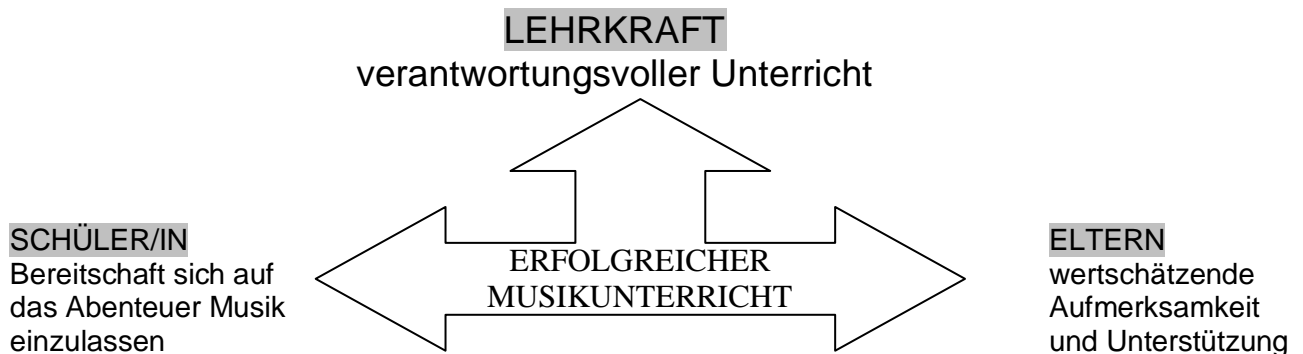 LEHRKRAFT
verantwortungsvoller Unterricht
SCHÜLER/IN
Bereitschaft sich auf
das Abenteuer Musik
einzulassen
ERFOLGREICHER
MUSIKUNTERRICHT
ELTERN
wertschätzende
Aufmerksamkeit
und Unterstützung